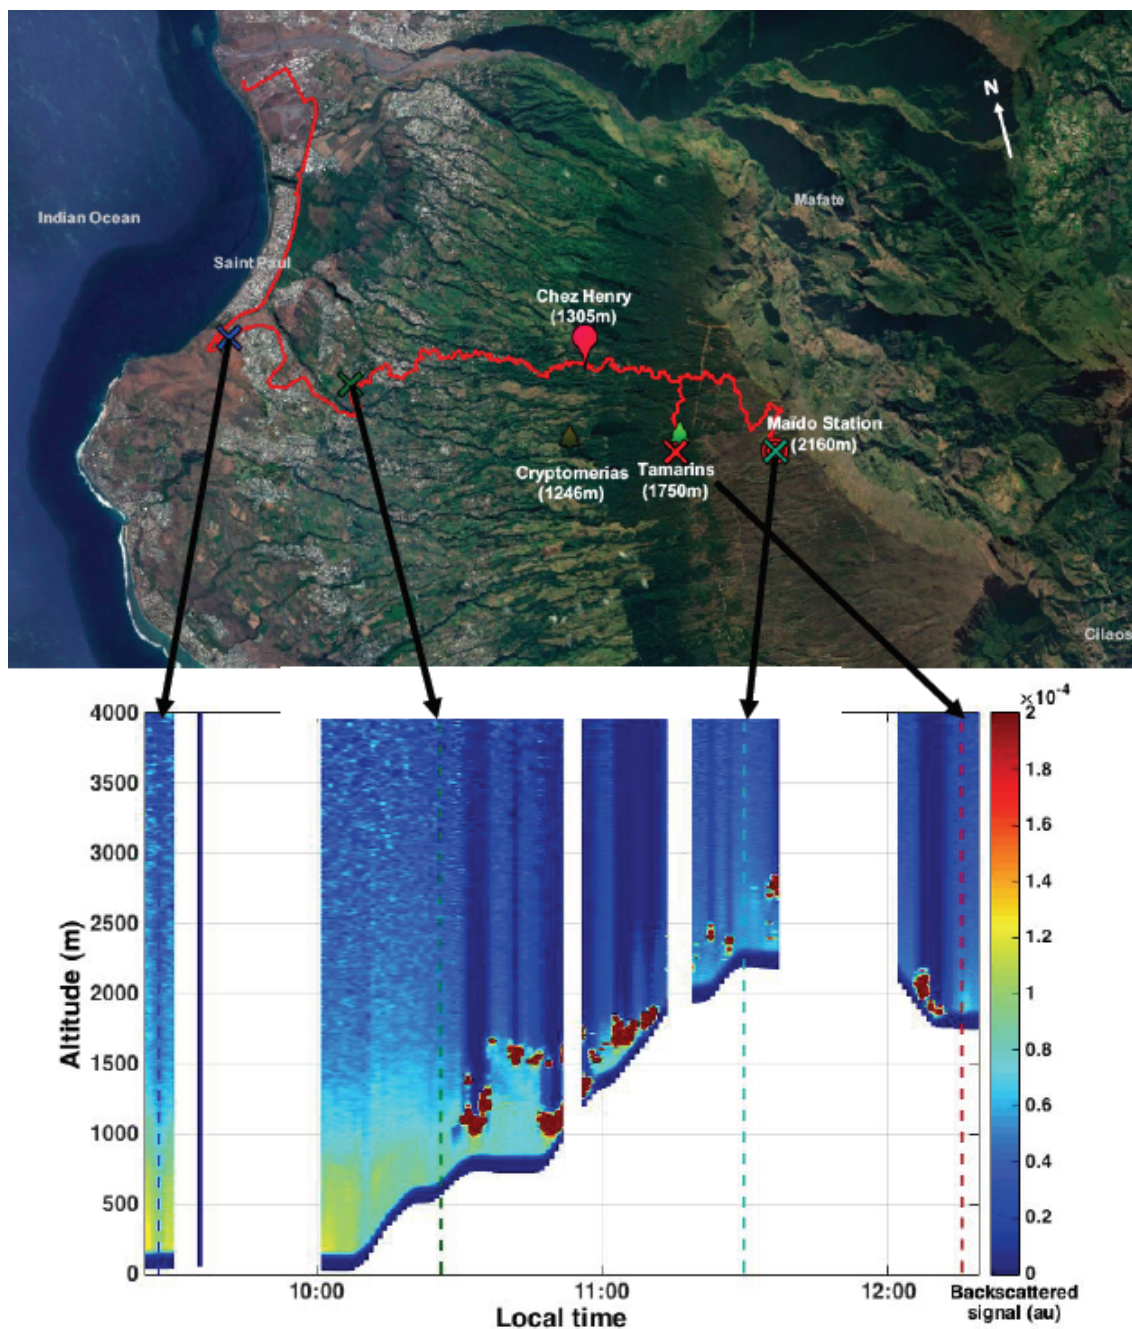 N
Mafate
Indian Ocean
Saint Paul
Chez Henry
(1305m)
Maïdo Station
(2160m)
Cryptomerias
(1246m)
Tamarins
(1750m)
Cilaos
×10⁻⁴
4000
3500
3000
2500
2000
1500
1000
500
0
Altitude (m)
10:00
11:00
12:00
Local time
2
1.8
1.6
1.4
1.2
1
0.8
0.6
0.4
0.2
0
Backscattered
signal (au)